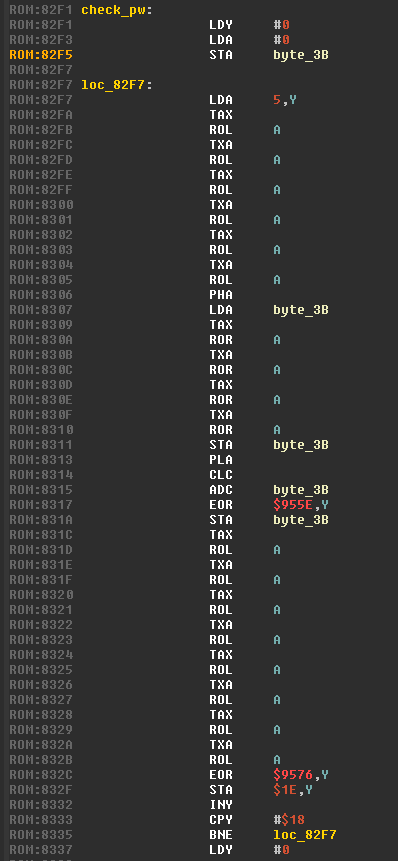 ROM:82F1 check_pw:
ROM:82F1 LDY #0
ROM:82F3 LDA #0
ROM:82F5 STA byte_3B
ROM:82F7
ROM:82F7 loc_82F7:
ROM:82F7 LDA 5,Y
ROM:82FA TAX
ROM:82FB ROL A
ROM:82FC TXA
ROM:82FD ROL A
ROM:82FE TAX
ROM:82FF ROL A
ROM:8300 TXA
ROM:8301 ROL A
ROM:8302 TAX
ROM:8303 ROL A
ROM:8304 TXA
ROM:8305 ROL A
ROM:8306 PHA
ROM:8307 LDA byte_3B
ROM:8309 TAX
ROM:830A ROR A
ROM:830B TXA
ROM:830C ROR A
ROM:830D TAX
ROM:830E ROR A
ROM:830F TXA
ROM:8310 ROR A
ROM:8311 STA byte_3B
ROM:8313 PLA
ROM:8314 CLC
ROM:8315 ADC byte_3B
ROM:8317 EOR $955E,Y
ROM:831A STA byte_3B
ROM:831C TAX
ROM:831D ROL A
ROM:831E TXA
ROM:831F ROL A
ROM:8320 TAX
ROM:8321 ROL A
ROM:8322 TXA
ROM:8323 ROL A
ROM:8324 TAX
ROM:8325 ROL A
ROM:8326 TXA
ROM:8327 ROL A
ROM:8328 TAX
ROM:8329 ROL A
ROM:832A TXA
ROM:832B ROL A
ROM:832C EOR $9576,Y
ROM:832F STA $1E,Y
ROM:8332 INY
ROM:8333 CPY #$18
ROM:8335 BNE loc_82F7
ROM:8337 LDY #0